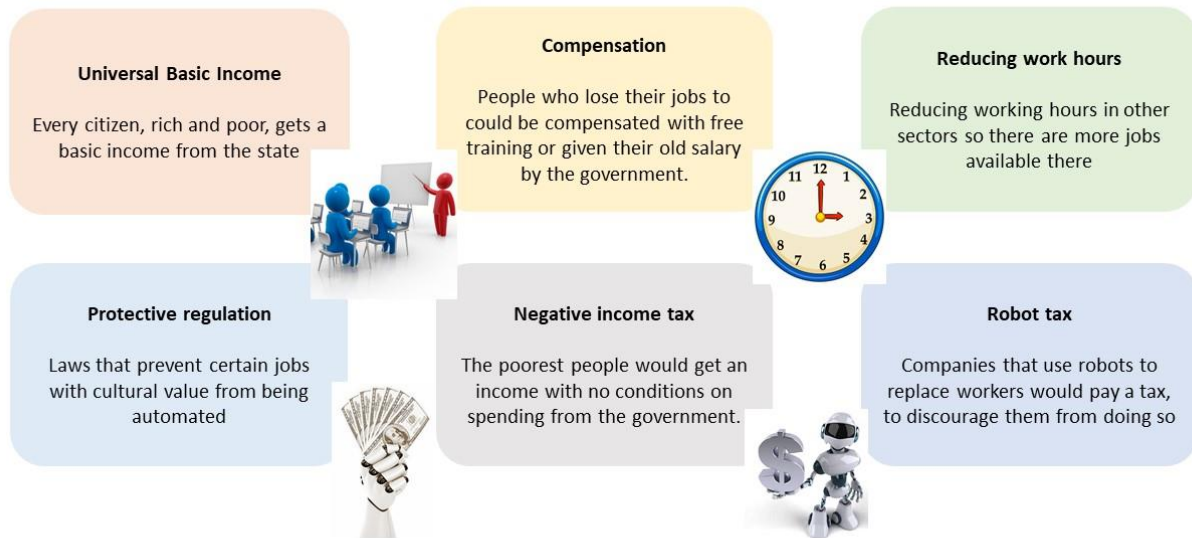 Universal Basic Income
Every citizen, rich and poor, gets a
basic income from the state
Compensation
People who lose their jobs to
could be compensated with free
training or given their old salary
by the government.
Reducing work hours
Reducing working hours in other
sectors so there are more jobs
available there
12
1
2
3
4
5
6
7
8
9
10
11
Protective regulation
Laws that prevent certain jobs
with cultural value from being
automated
Negative income tax
The poorest people would get an
income with no conditions on
spending from the government.
Robot tax
Companies that use robots to
replace workers would pay a tax,
to discourage them from doing so
$